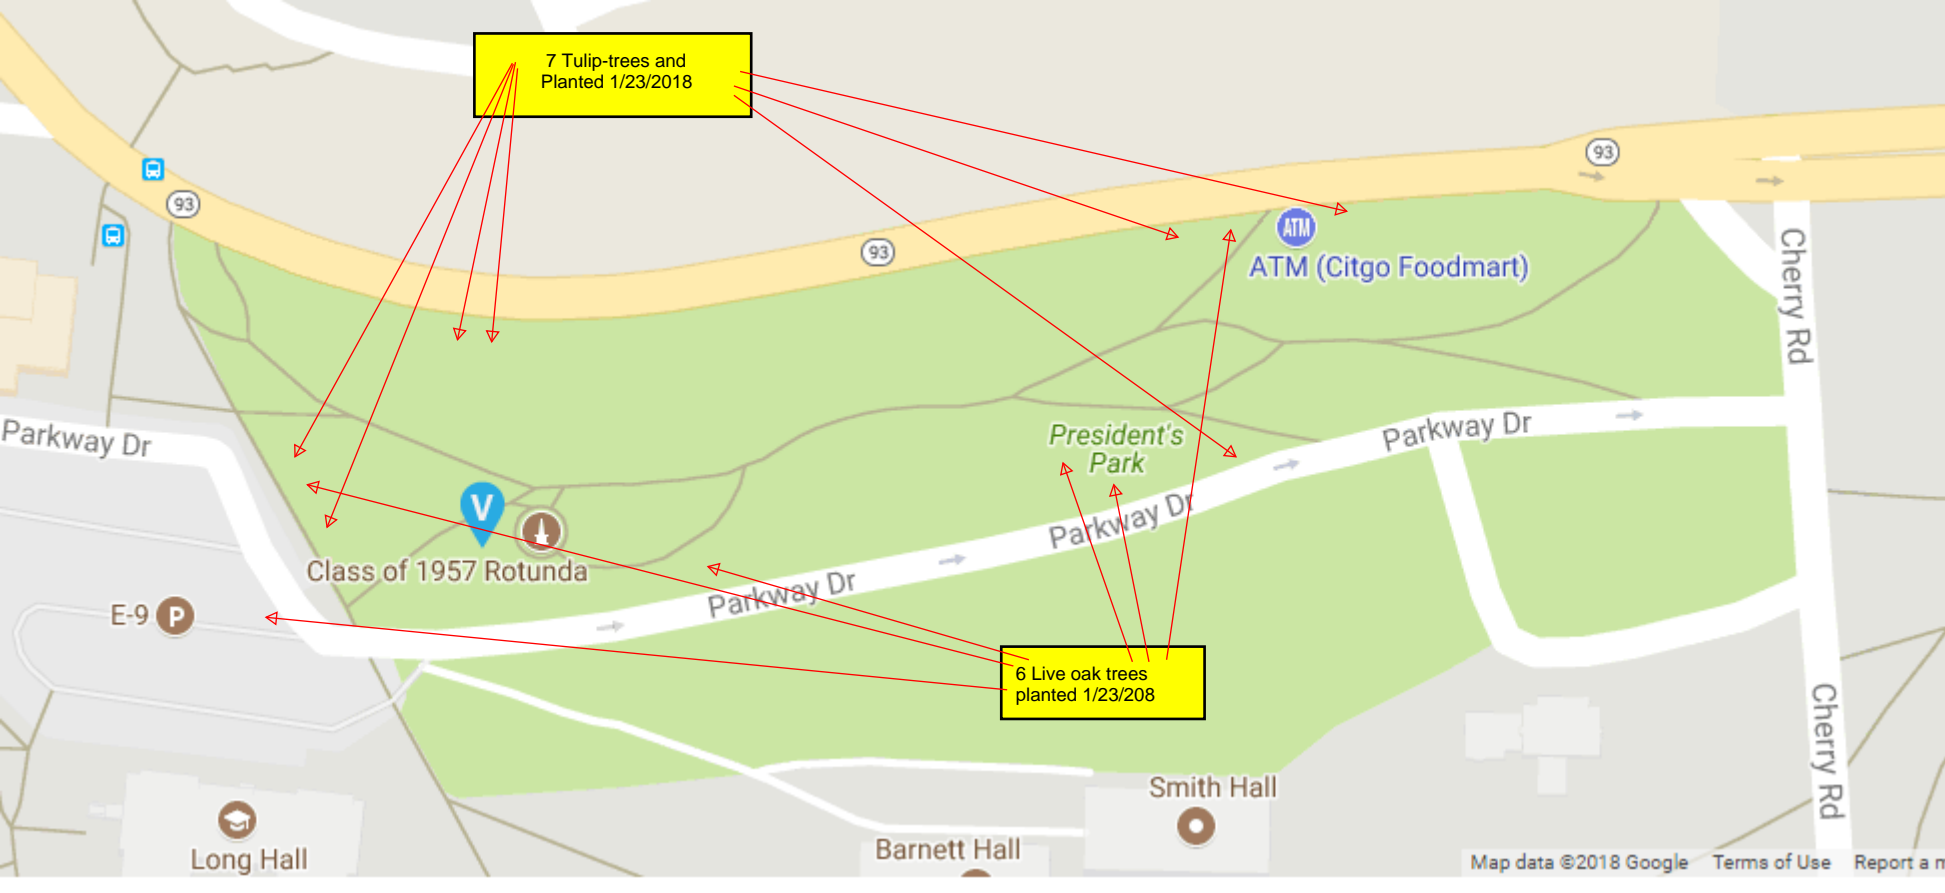 7 Tulip-trees and
Planted 1/23/2018
93
93
93
ATM
ATM (Citgo Foodmart)
Cherry Rd
Parkway Dr
President's
Park
Parkway Dr
V
Class of 1957 Rotunda
Parkway Dr
Parkway Dr
E-9 P
6 Live oak trees
planted 1/23/208
Cherry Rd
Smith Hall
Long Hall
Barnett Hall
Map data ©2018 Google Terms of Use Report a m